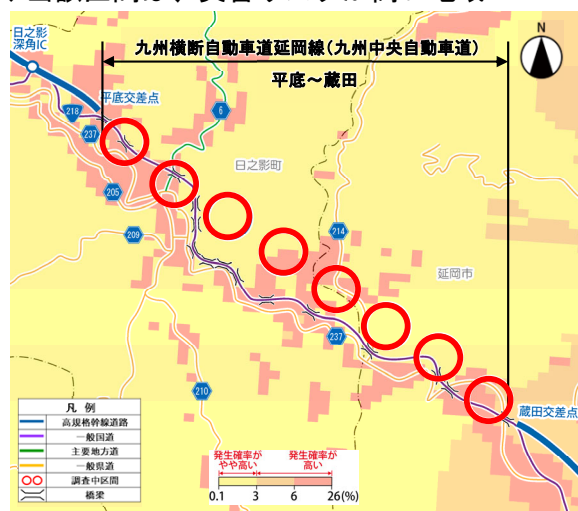 九州横断自動車道延岡線(九州中央自動車道)
平底～蔵田
N
日之影
深角IC
平底交差点
218
237
6
205
日之影町
209
214
延岡市
237
210
蔵田交差点
凡 例
高規格幹線道路
一般国道
主要地方道
一般県道
調査中区間
橋梁
発生確率が
やや高い
発生確率が
高い
0.1 3 6 26(%)